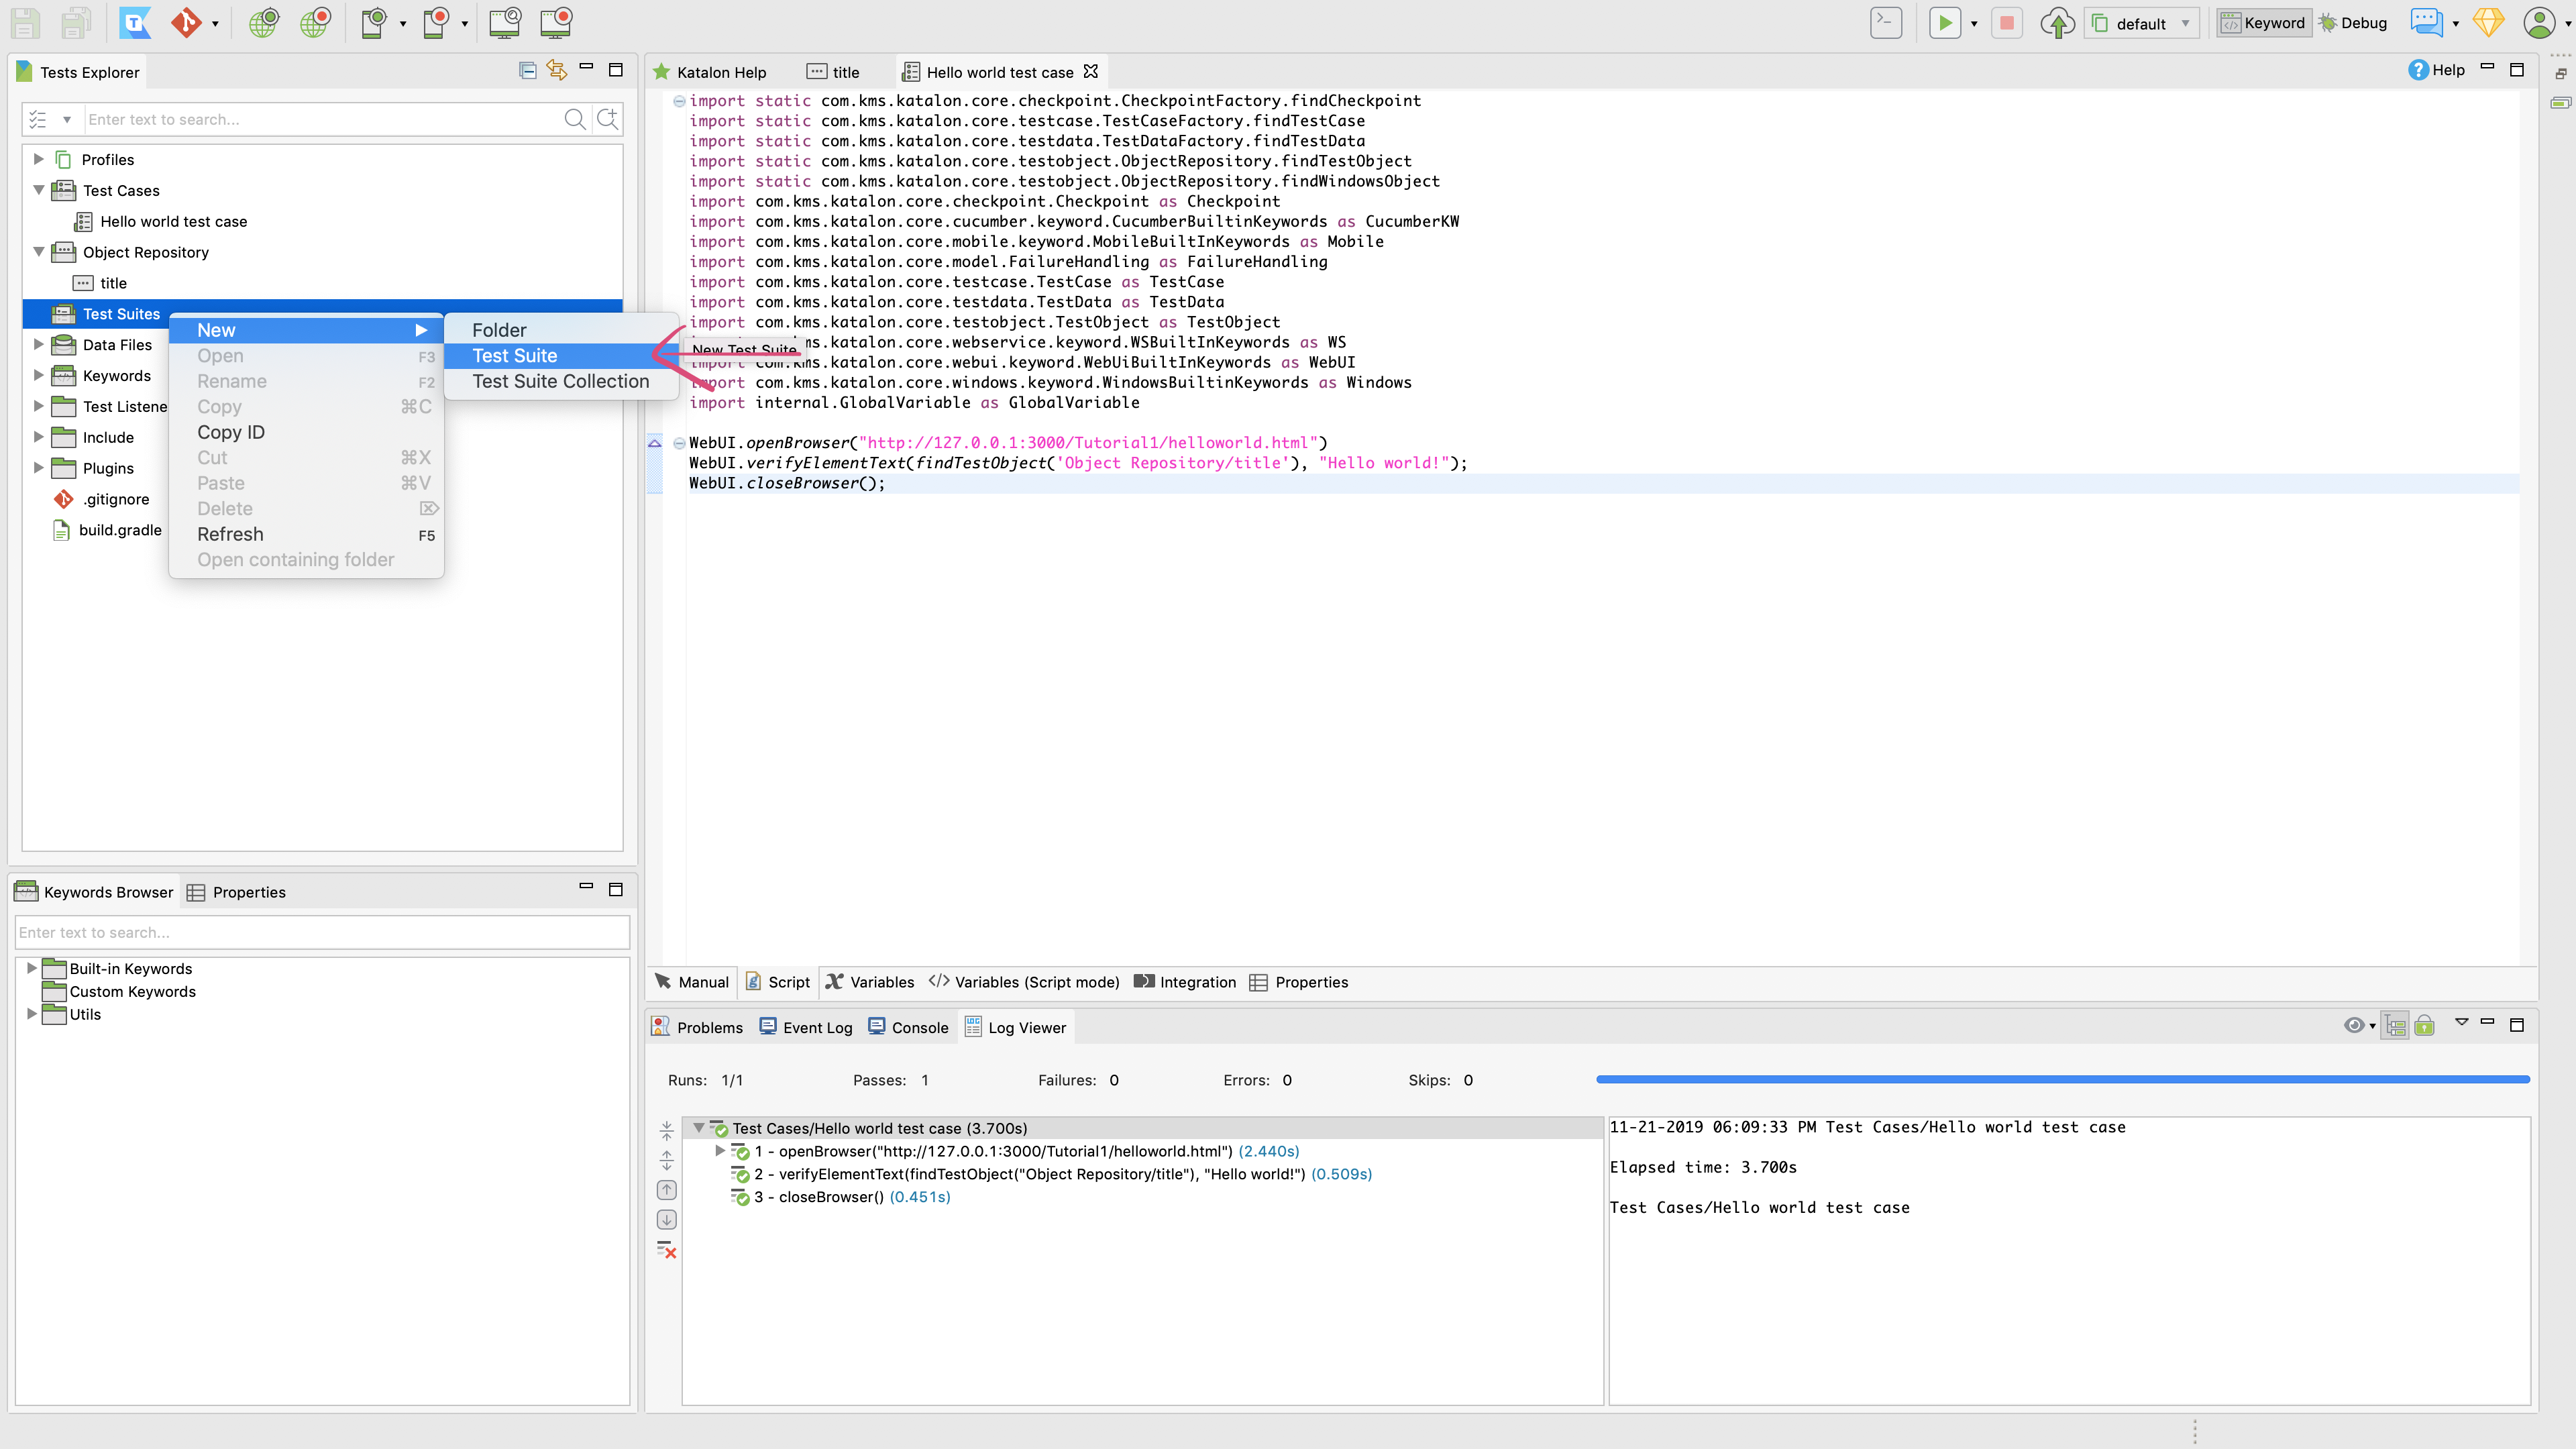 default
Keyword
Debug
Tests Explorer
Enter text to search...
Profiles
Test Cases
Hello world test case
Object Repository
title
Test Suites
Data Files
Keywords
Test Listene
Include
Plugins
.gitignore
build.gradle
New
Open F3
Rename F2
Copy ⌘C
Copy ID
Cut ⌘X
Paste ⌘V
Delete
Refresh F5
Open containing folder
Folder
Test Suite
Test Suite Collection
New Test Suite
Keywords Browser
Properties
Enter text to search...
Built-in Keywords
Custom Keywords
Utils
Katalon Help
title
Hello world test case
Help
import static com.kms.katalon.core.checkpoint.CheckpointFactory.findCheckpoint
import static com.kms.katalon.core.testcase.TestCaseFactory.findTestCase
import static com.kms.katalon.core.testdata.TestDataFactory.findTestData
import static com.kms.katalon.core.testobject.ObjectRepository.findTestObject
import static com.kms.katalon.core.testobject.ObjectRepository.findWindowsObject
import com.kms.katalon.core.checkpoint.Checkpoint as Checkpoint
import com.kms.katalon.core.cucumber.keyword.CucumberBuiltinKeywords as CucumberKW
import com.kms.katalon.core.mobile.keyword.MobileBuiltInKeywords as Mobile
import com.kms.katalon.core.model.FailureHandling as FailureHandling
import com.kms.katalon.core.testcase.TestCase as TestCase
import com.kms.katalon.core.testdata.TestData as TestData
import com.kms.katalon.core.testobject.TestObject as TestObject
ms.katalon.core.webservice.keyword.WSBuiltInKeywords as WS
import com.kms.katalon.core.webui.keyword.WebUiBuiltInKeywords as WebUI
import com.kms.katalon.core.windows.keyword.WindowsBuiltinKeywords as Windows
import internal.GlobalVariable as GlobalVariable
WebUI.openBrowser("http://127.0.0.1:3000/Tutorial1/helloworld.html")
WebUI.verifyElementText(findTestObject('Object Repository/title'), "Hello world!");
WebUI.closeBrowser();
Manual
Script
Variables
Variables (Script mode)
Integration
Properties
Problems
Event Log
Console
Log Viewer
Runs: 1/1
Passes: 1
Failures: 0
Errors: 0
Skips: 0
Test Cases/Hello world test case (3.700s)
1 - openBrowser("http://127.0.0.1:3000/Tutorial1/helloworld.html") (2.440s)
2 - verifyElementText(findTestObject("Object Repository/title"), "Hello world!") (0.509s)
3 - closeBrowser() (0.451s)
11-21-2019 06:09:33 PM Test Cases/Hello world test case
Elapsed time: 3.700s
Test Cases/Hello world test case